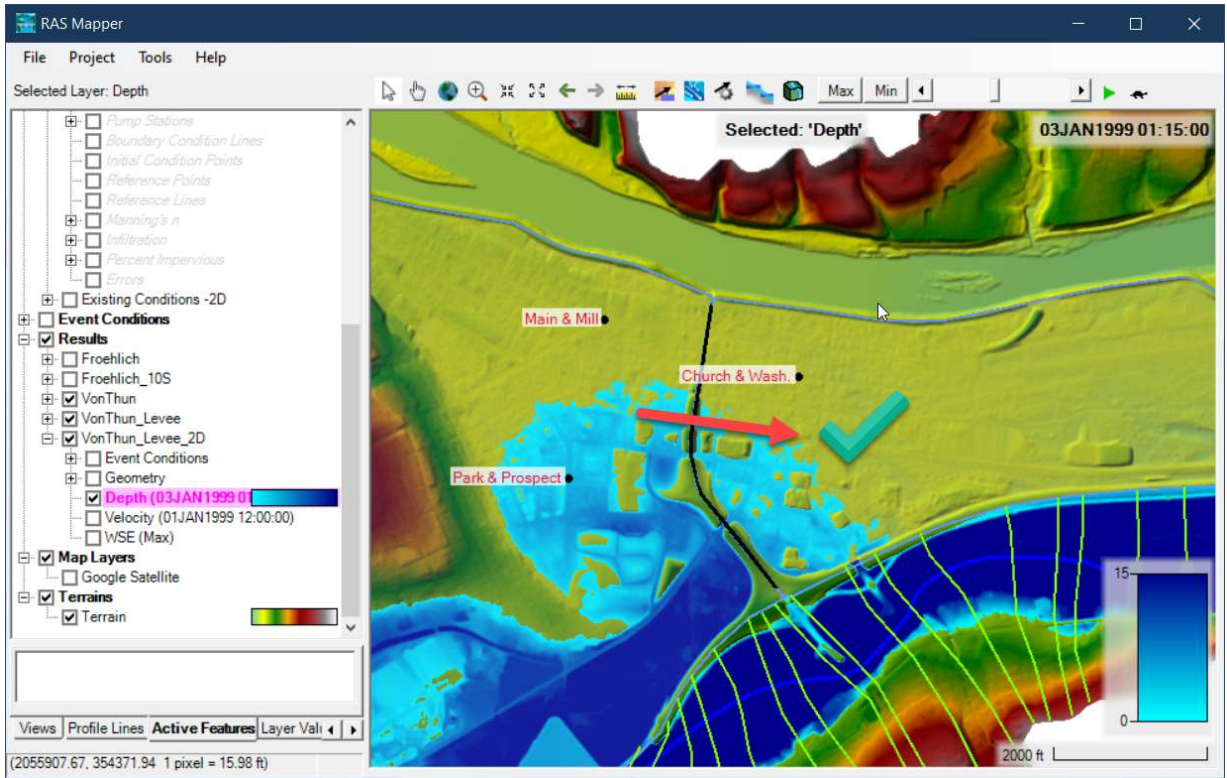 RAS Mapper
File Project Tools Help
Selected Layer: Depth
Max Min
Pump Stations
Boundary Condition Lines
Initial Condition Points
Reference Points
Reference Lines
Manning's n
Infiltration
Percent Impervious
Errors
Existing Conditions -2D
Event Conditions
Results
Froehlich
Froehlich_10S
VonThun
VonThun_Levee
VonThun_Levee_2D
Event Conditions
Geometry
Depth (03JAN1999 01
Velocity (01JAN1999 12:00:00)
WSE (Max)
Map Layers
Google Satellite
Terrains
Terrain
Views Profile Lines Active Features Layer Valu
(2055907.67, 354371.94 1 pixel = 15.98 ft)
Selected: 'Depth'
03JAN1999 01:15:00
Main & Mill
Church & Wash.
Park & Prospect
15
0
2000 ft